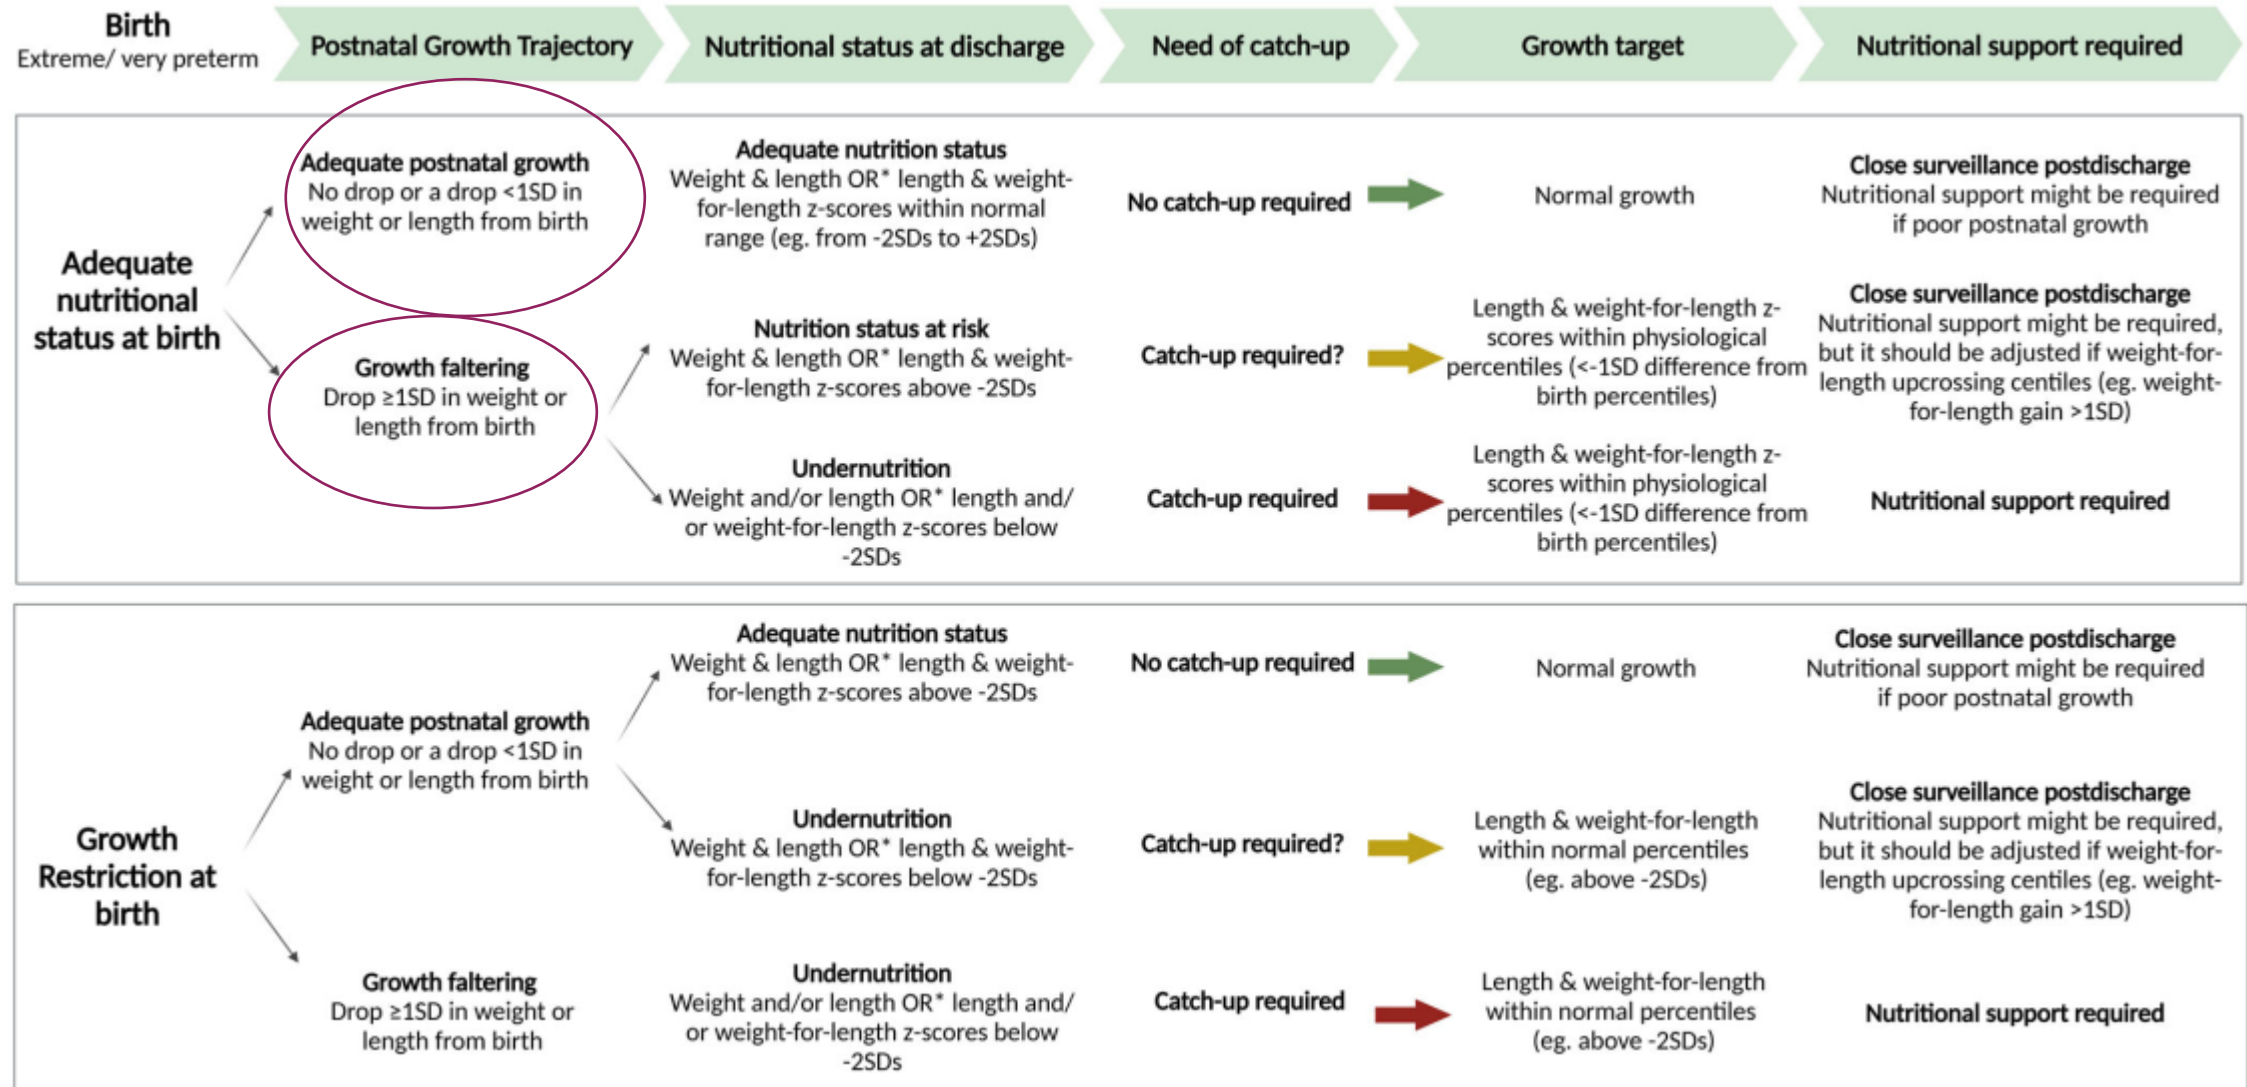 Birth
Extreme/ very preterm
Postnatal Growth Trajectory
Nutritional status at discharge
Need of catch-up
Growth target
Nutritional support required
Adequate
nutritional
status at birth
Adequate postnatal growth
No drop or a drop <1SD in
weight or length from birth
Adequate nutrition status
Weight & length OR* length & weight-
for-length z-scores within normal
range (eg. from -2SDs to +2SDs)
No catch-up required
Normal growth
Close surveillance postdischarge
Nutritional support might be required
if poor postnatal growth
Growth faltering
Drop ≥1SD in weight or
length from birth
Nutrition status at risk
Weight & length OR* length & weight-
for-length z-scores above -2SDs
Catch-up required?
Length & weight-for-length z-
scores within physiological
percentiles (<-1SD difference from
birth percentiles)
Close surveillance postdischarge
Nutritional support might be required,
but it should be adjusted if weight-for-
length upcrossing centiles (eg. weight-
for-length gain >1SD)
Undernutrition
Weight and/or length OR* length and/
or weight-for-length z-scores below
-2SDs
Catch-up required
Length & weight-for-length z-
scores within physiological
percentiles (<-1SD difference from
birth percentiles)
Nutritional support required
Growth
Restriction at
birth
Adequate postnatal growth
No drop or a drop <1SD in
weight or length from birth
Adequate nutrition status
Weight & length OR* length & weight-
for-length z-scores above -2SDs
No catch-up required
Normal growth
Close surveillance postdischarge
Nutritional support might be required
if poor postnatal growth
Undernutrition
Weight & length OR* length & weight-
for-length z-scores below -2SDs
Catch-up required?
Length & weight-for-length
within normal percentiles
(eg. above -2SDs)
Close surveillance postdischarge
Nutritional support might be required,
but it should be adjusted if weight-for-
length upcrossing centiles (eg. weight-
for-length gain >1SD)
Growth faltering
Drop ≥1SD in weight or
length from birth
Undernutrition
Weight and/or length OR* length and/
or weight-for-length z-scores below
-2SDs
Catch-up required
Length & weight-for-length
within normal percentiles
(eg. above -2SDs)
Nutritional support required